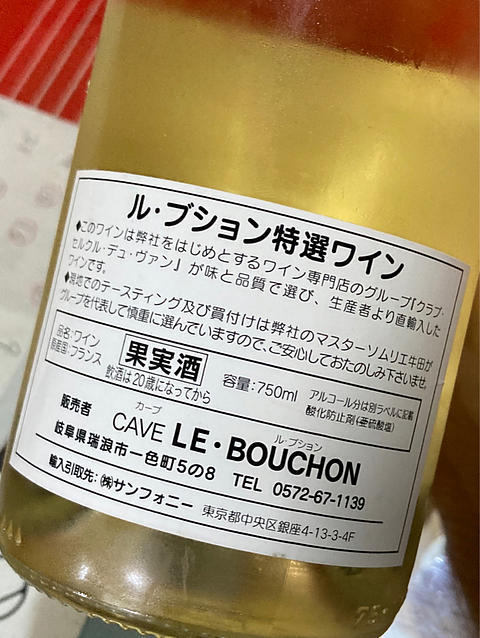 ル・ブション特選ワイン
◆このワインは弊社をはじめとするワイン専門店のグループ『クラブ・
セルクル・デュ・ヴァン』が味と品質で選び、生産者より直輸入した
ワインです。
◆現地でのテースティング及び買付けは弊社のマスターソムリエ牛田が
グループを代表して慎重に選んでいますので、ご安心しておたのしみ下さいませ。
品名:ワイン
原産国:フランス
果実酒
飲酒は20歳になってから
容量:750ml
アルコール分は別ラベルに記載
酸化防止剤(亜硫酸塩)
販売者
カーブ ル・ブション
CAVE LE・BOUCHON
岐阜県瑞浪市一色町5の8 TEL 0572-67-1139
輸入引取先:㈱サンフォニー 東京都中央区銀座4-13-3-4F